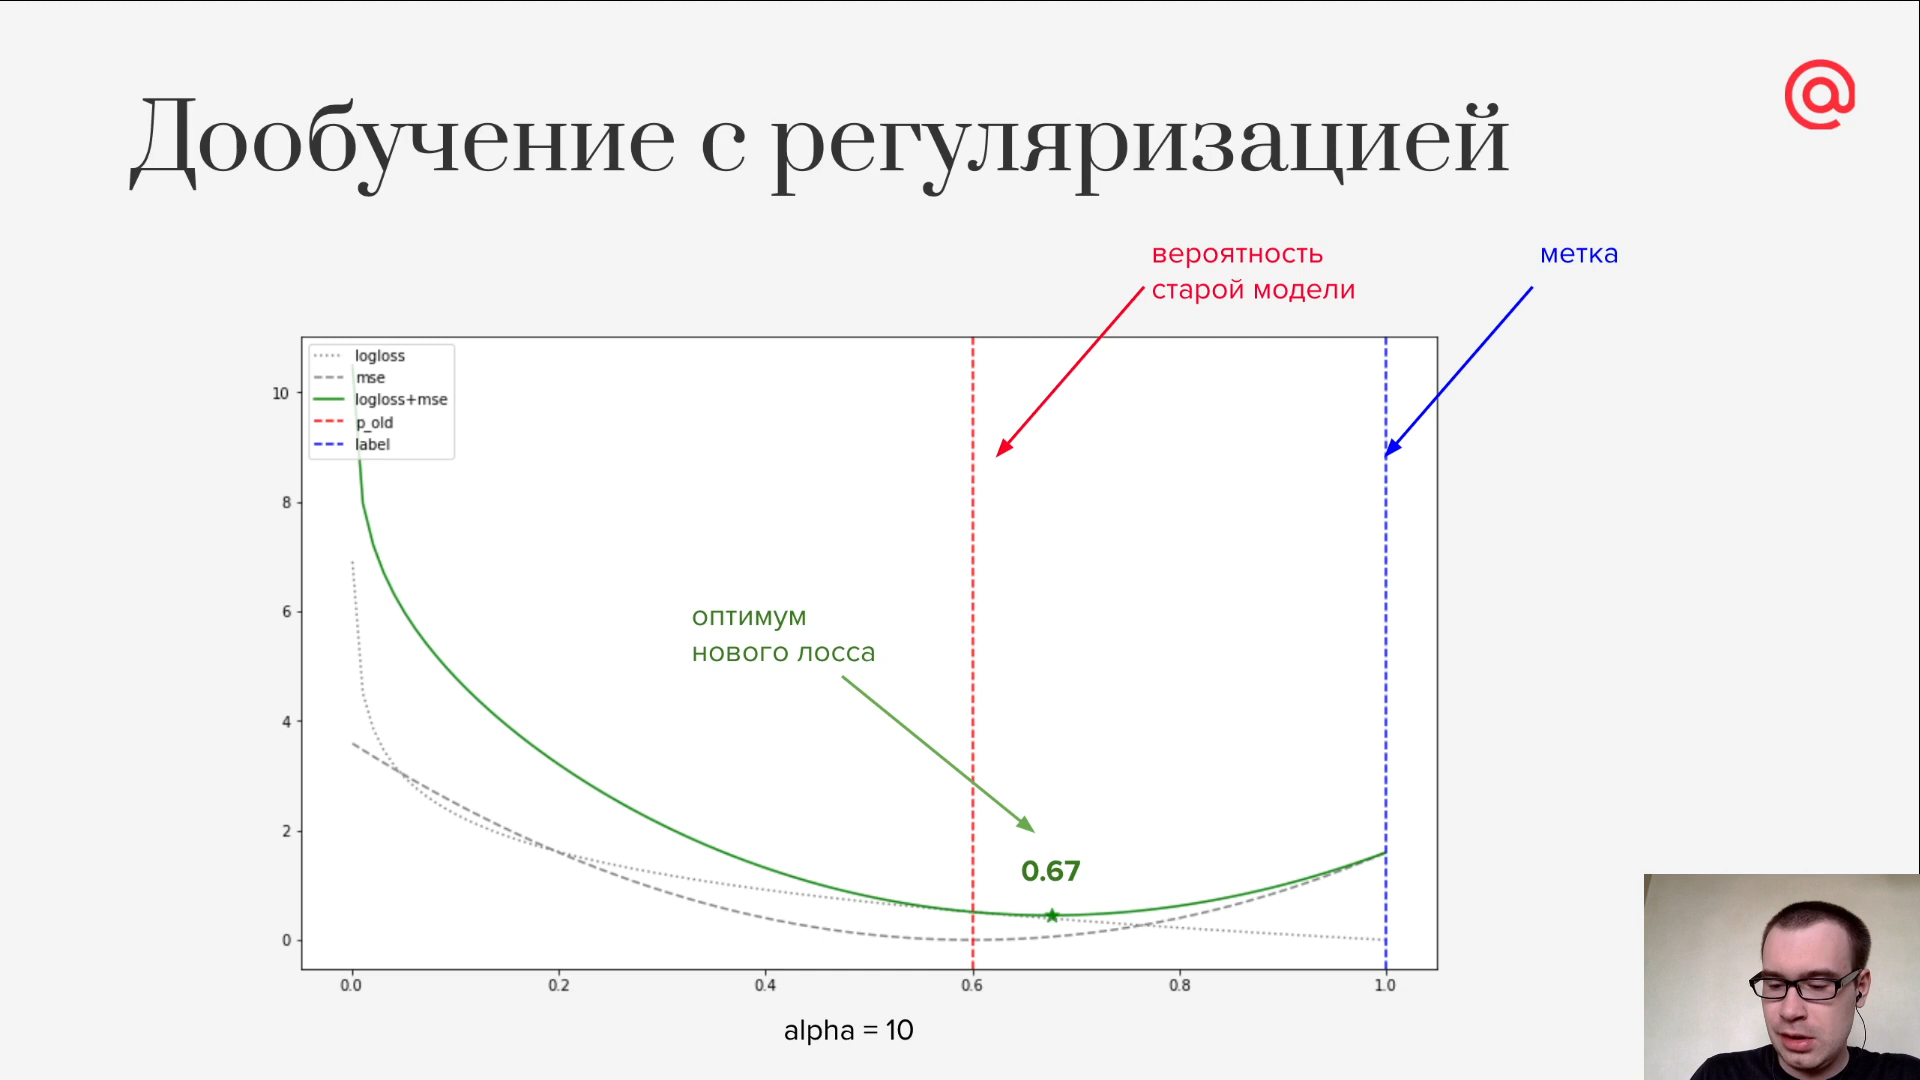 Дообучение с регуляризацией
@
вероятность
старой модели
метка
logloss
mse
logloss+mse
p_old
label
оптимум
нового лосса
0.67
10
8
6
4
2
0
0.0 0.2 0.4 0.6 0.8 1.0
alpha = 10